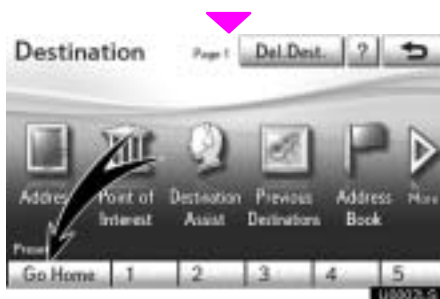 Destination Page 1 Del.Dest. ?
Address Point of Interest Destination Assist Previous Destinations Address Book More
Go Home 1 2 3 4 5